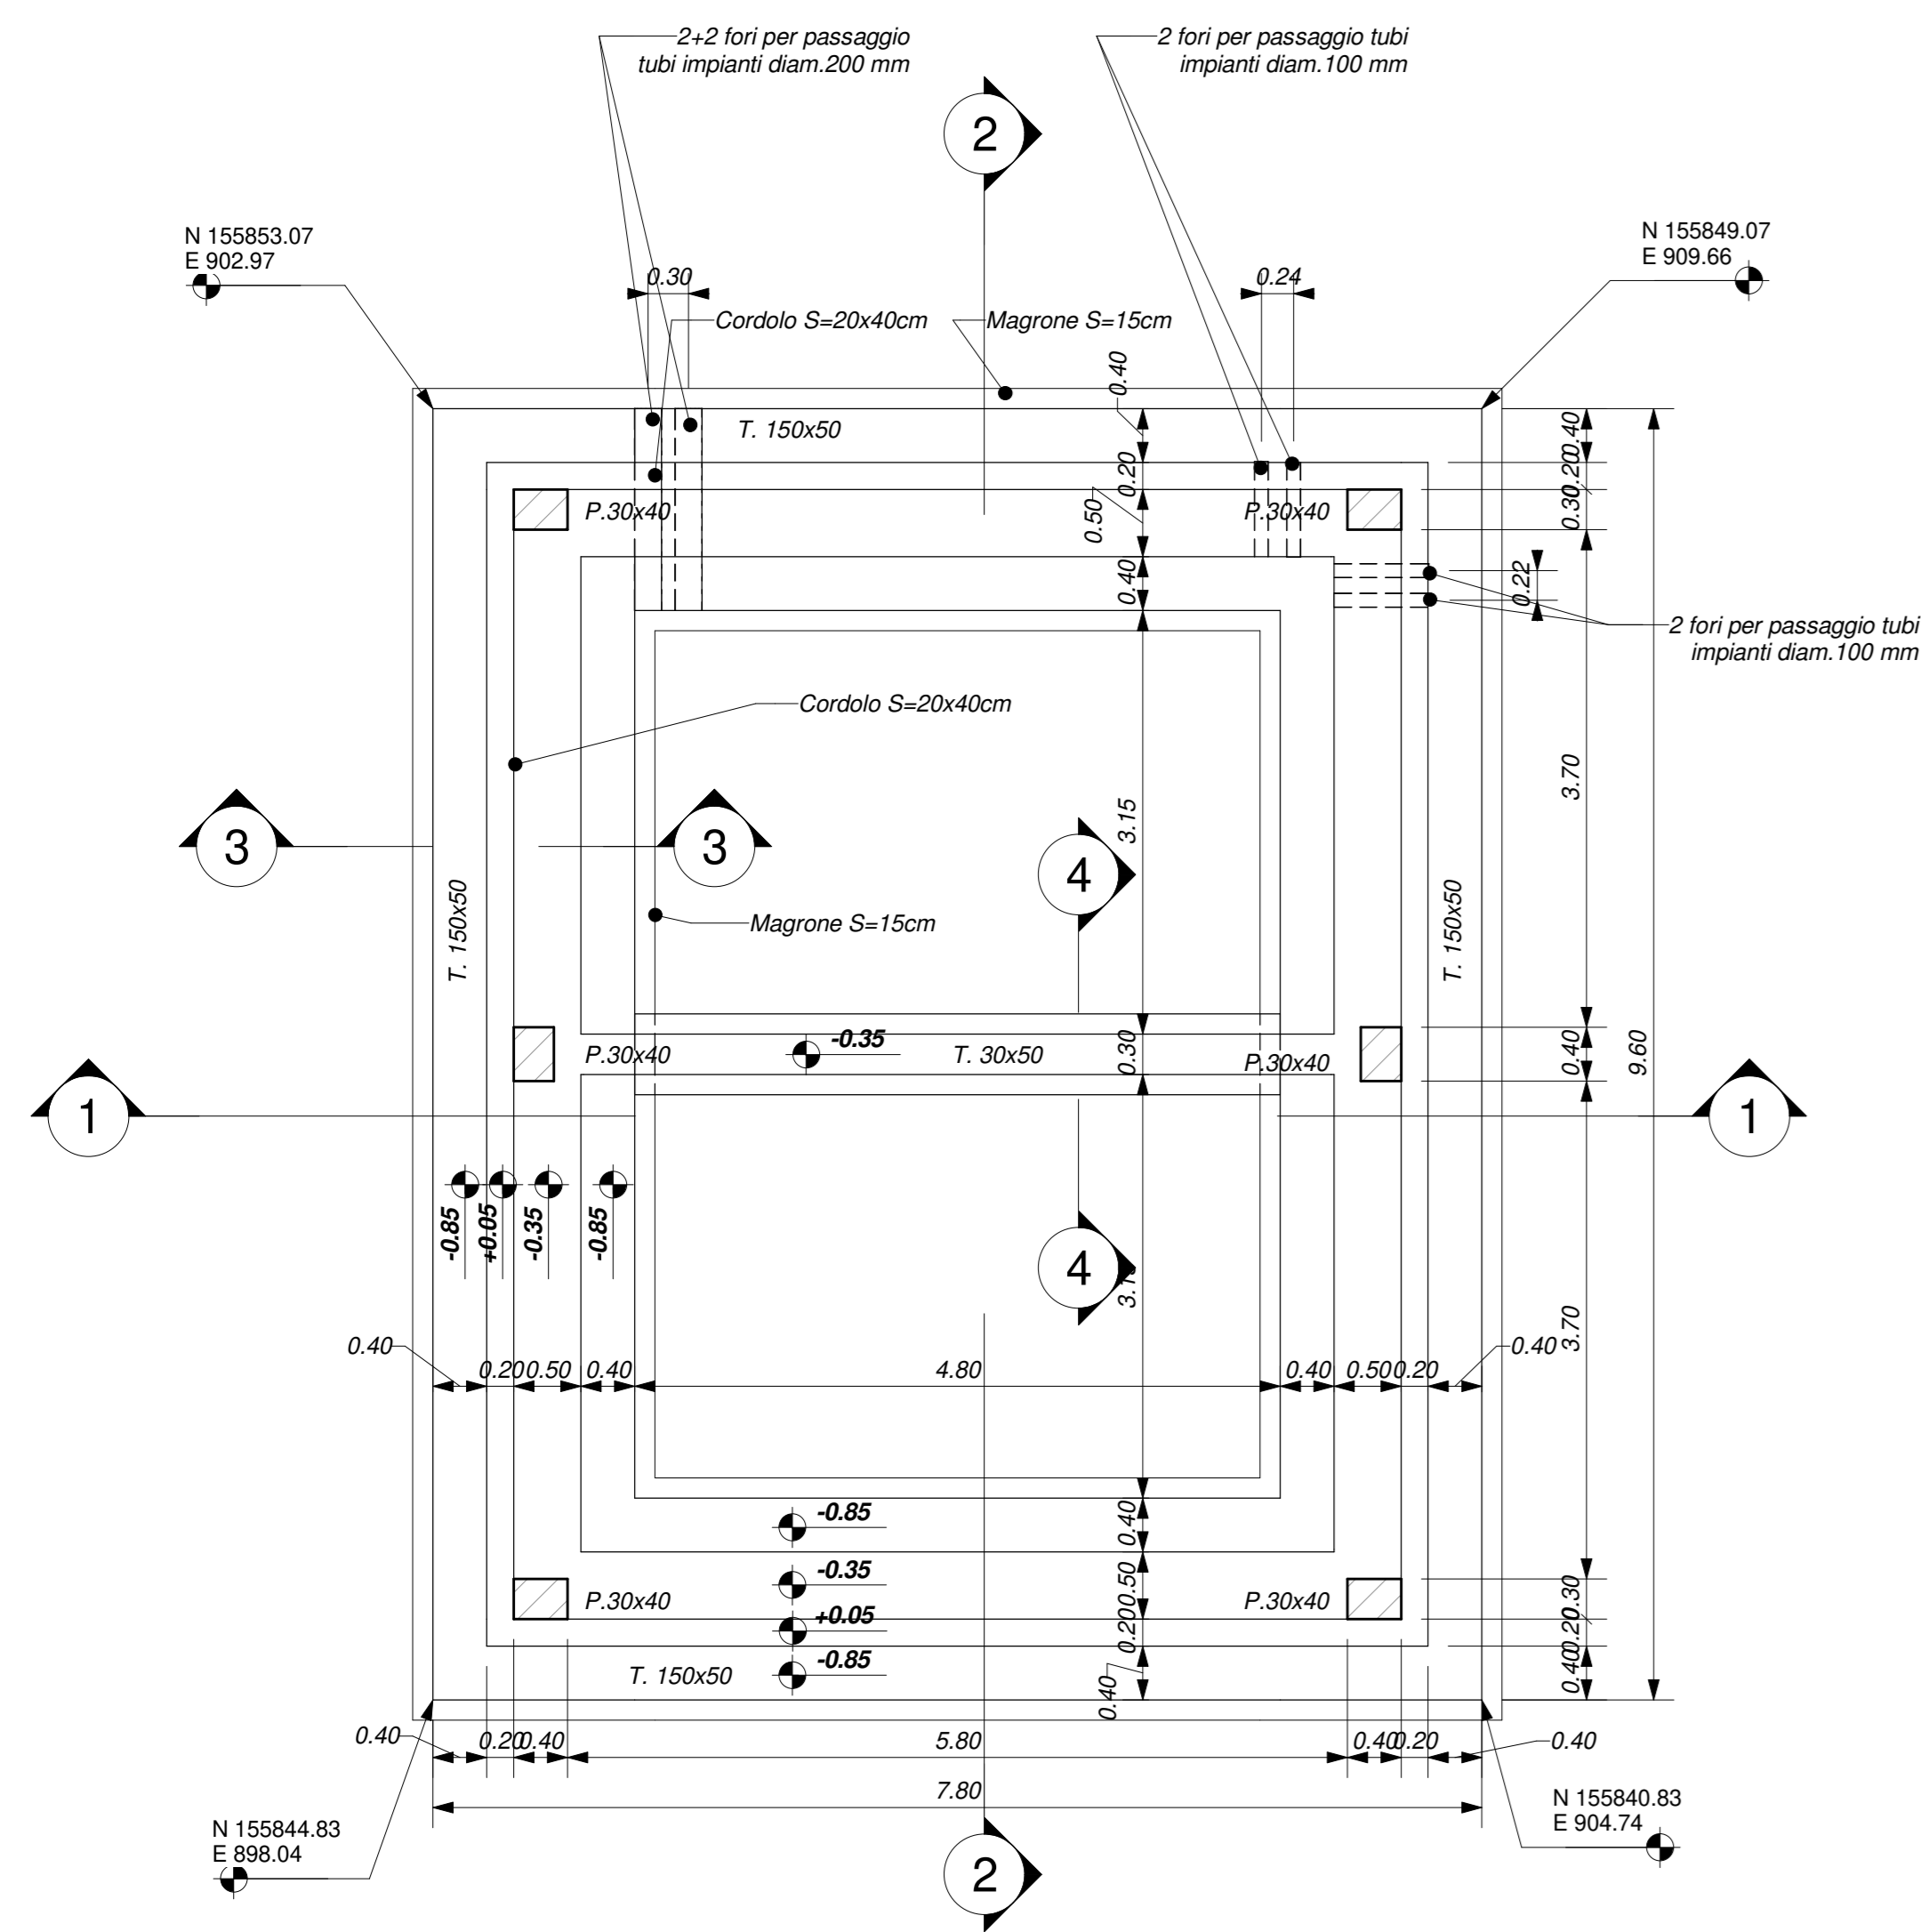 2+2 fori per passaggio
tubi impianti diam.200 mm
2 fori per passaggio tubi
impianti diam.100 mm
2
N 155853.07
E 902.97
N 155849.07
E 909.66
0.30
0.24
Cordolo S=20x40cm
Magrone S=15cm
0.40
T. 150x50
0.40
0.20
0.20
0.30
P.30x40
P.30x40
0.50
0.40
0.22
2 fori per passaggio tubi
impianti diam.100 mm
Cordolo S=20x40cm
3.70
3.15
3
3
4
T. 150x50
T. 150x50
Magrone S=15cm
P.30x40
-0.35
T. 30x50
0.30
P.30x40
0.40
9.60
1
1
-0.85
+0.05
-0.35
-0.85
4
3.70
0.40
0.20
0.50
0.40
4.80
0.40
0.50
0.20
0.40
-0.85
0.40
-0.35
0.50
P.30x40
P.30x40
0.30
+0.05
0.20
0.20
T. 150x50
-0.85
0.40
0.40
0.40
0.20
0.40
5.80
0.40
0.20
0.40
7.80
N 155844.83
E 898.04
N 155840.83
E 904.74
2